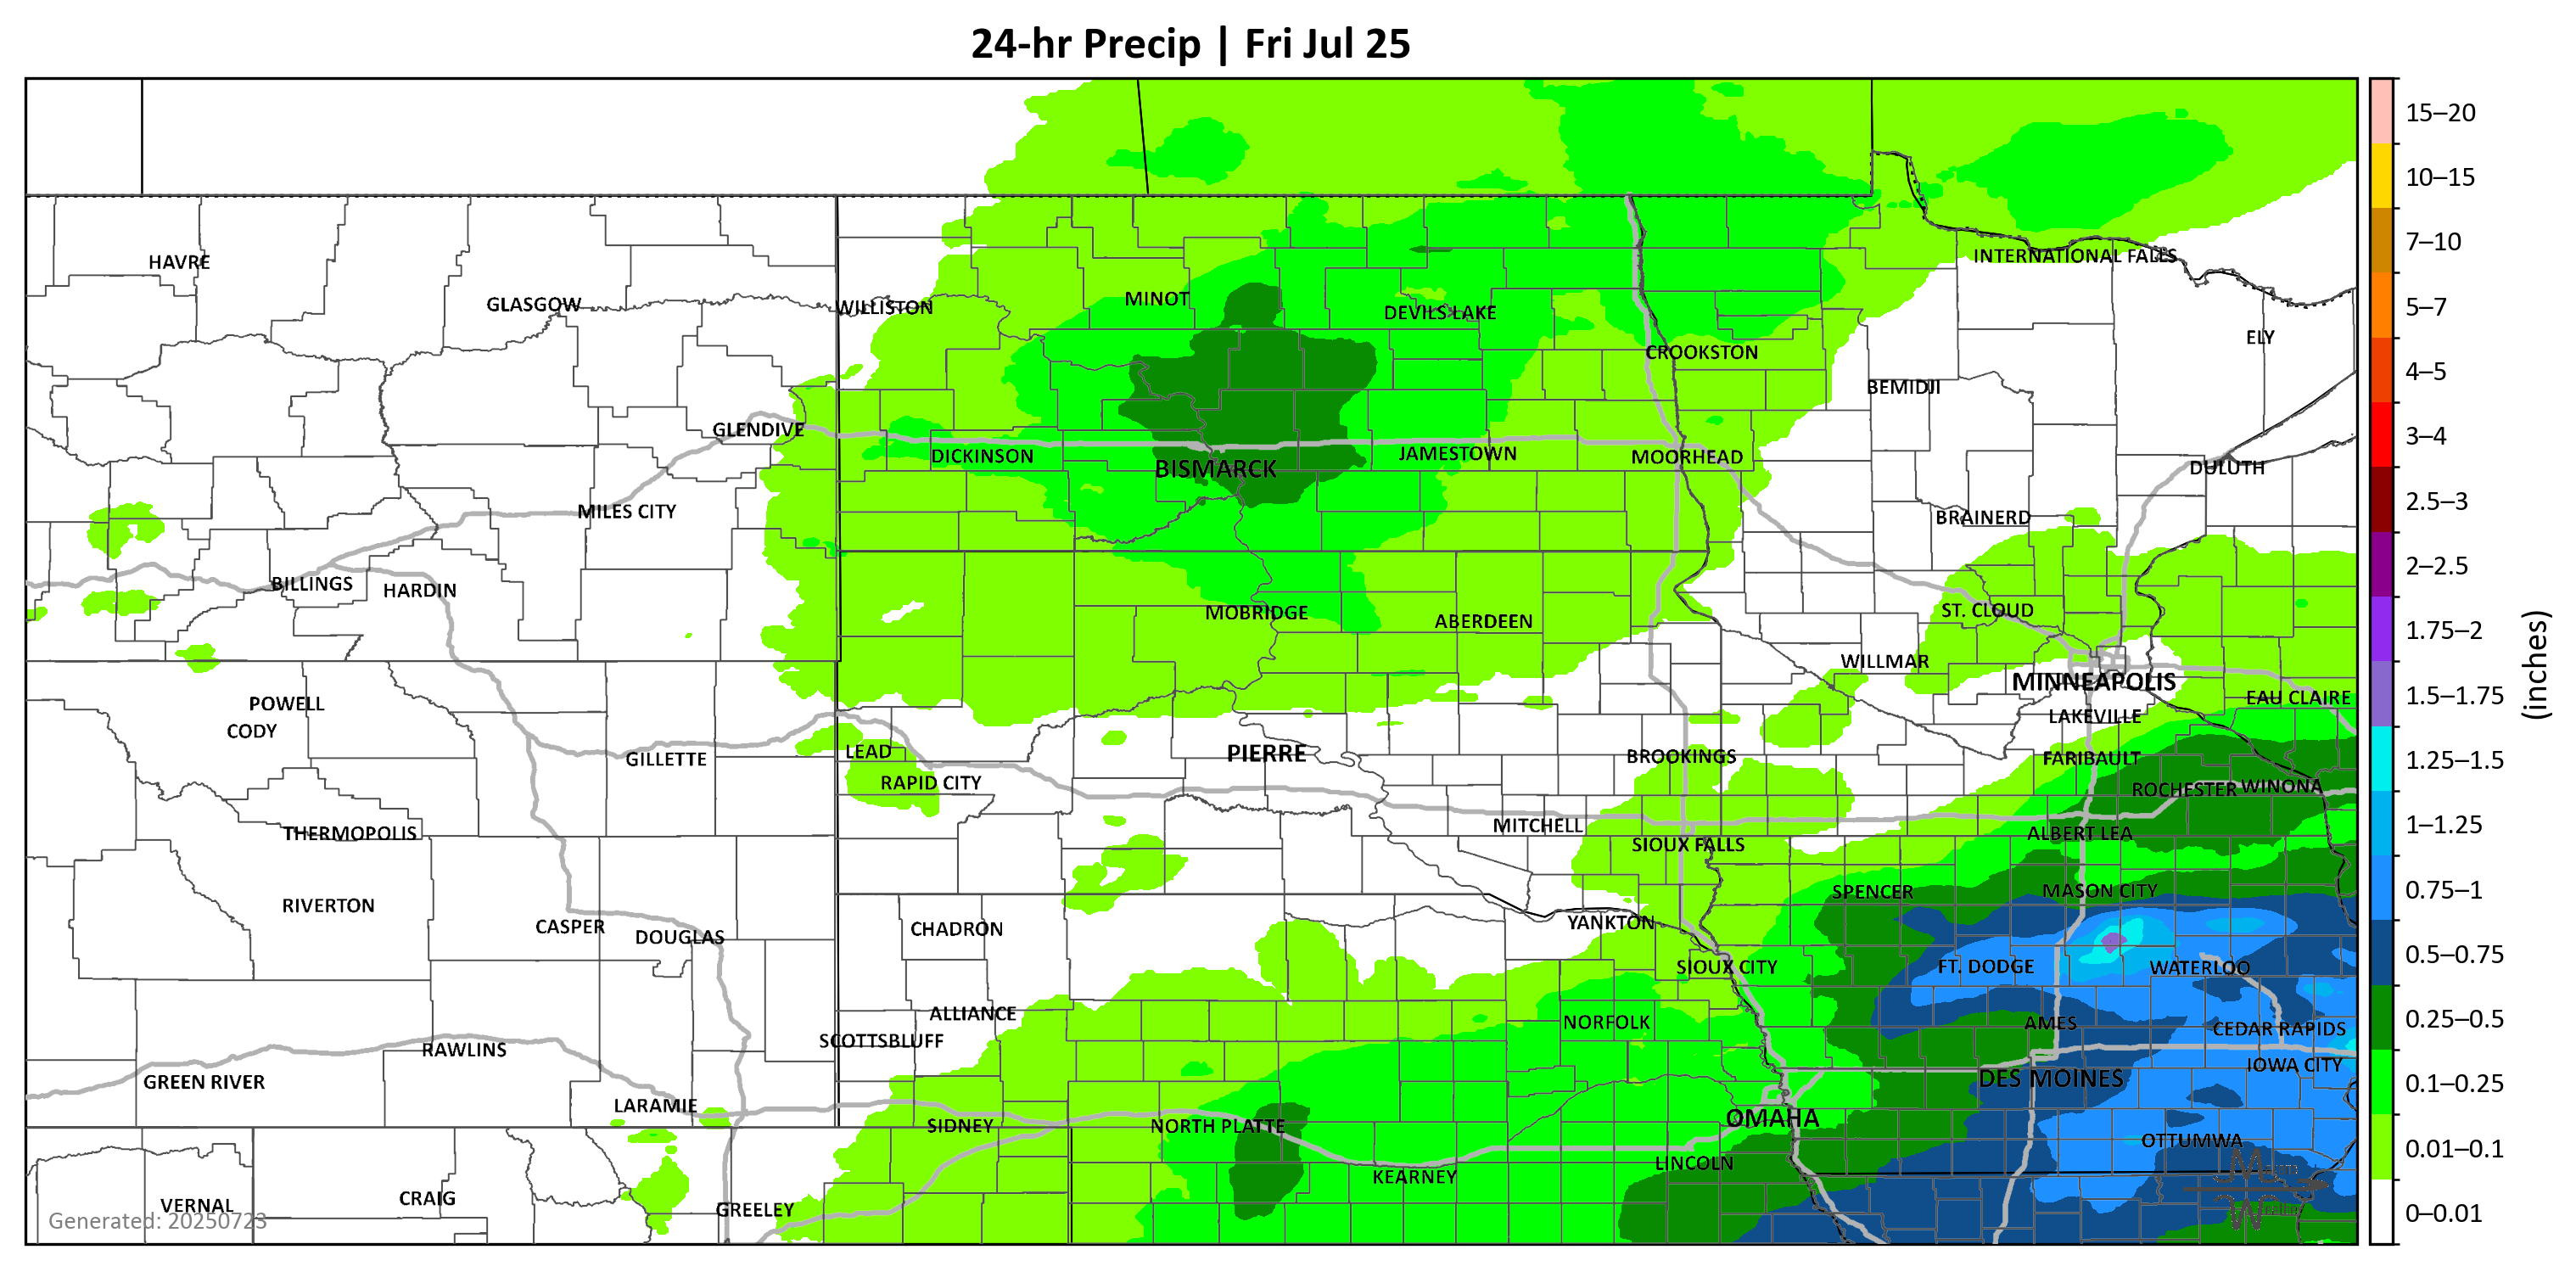 24-hr Precip | Fri Jul 25
15–20
10–15
7–10
5–7
4–5
3–4
2.5–3
2–2.5
1.75–2
1.5–1.75
1.25–1.5
1–1.25
0.75–1
0.5–0.75
0.25–0.5
0.1–0.25
0.01–0.1
0–0.01
(inches)
HAVRE
GLASGOW
WILLISTON
MINOT
DEVILS LAKE
INTERNATIONAL FALLS
ELY
CROOKSTON
BEMIDJI
GLENDIVE
DICKINSON
BISMARCK
JAMESTOWN
MOORHEAD
DULUTH
MILES CITY
BRAINERD
BILLINGS
HARDIN
MOBRIDGE
ABERDEEN
ST. CLOUD
WILLMAR
MINNEAPOLIS
EAU CLAIRE
POWELL
CODY
LAKEVILLE
GILLETTE
LEAD
RAPID CITY
PIERRE
BROOKINGS
FARIBAULT
ROCHESTER
WINONA
THERMOPOLIS
MITCHELL
SIOUX FALLS
ALBERT LEA
RIVERTON
CASPER
DOUGLAS
CHADRON
YANKTON
SPENCER
MASON CITY
SIOUX CITY
FT. DODGE
WATERLOO
ALLIANCE
SCOTTSBLUFF
NORFOLK
AMES
CEDAR RAPIDS
RAWLINS
GREEN RIVER
IOWA CITY
DES MOINES
LARAMIE
SIDNEY
NORTH PLATTE
OMAHA
OTTUMWA
LINCOLN
KEARNEY
VERNAL
CRAIG
GREELEY
Generated: 20250723